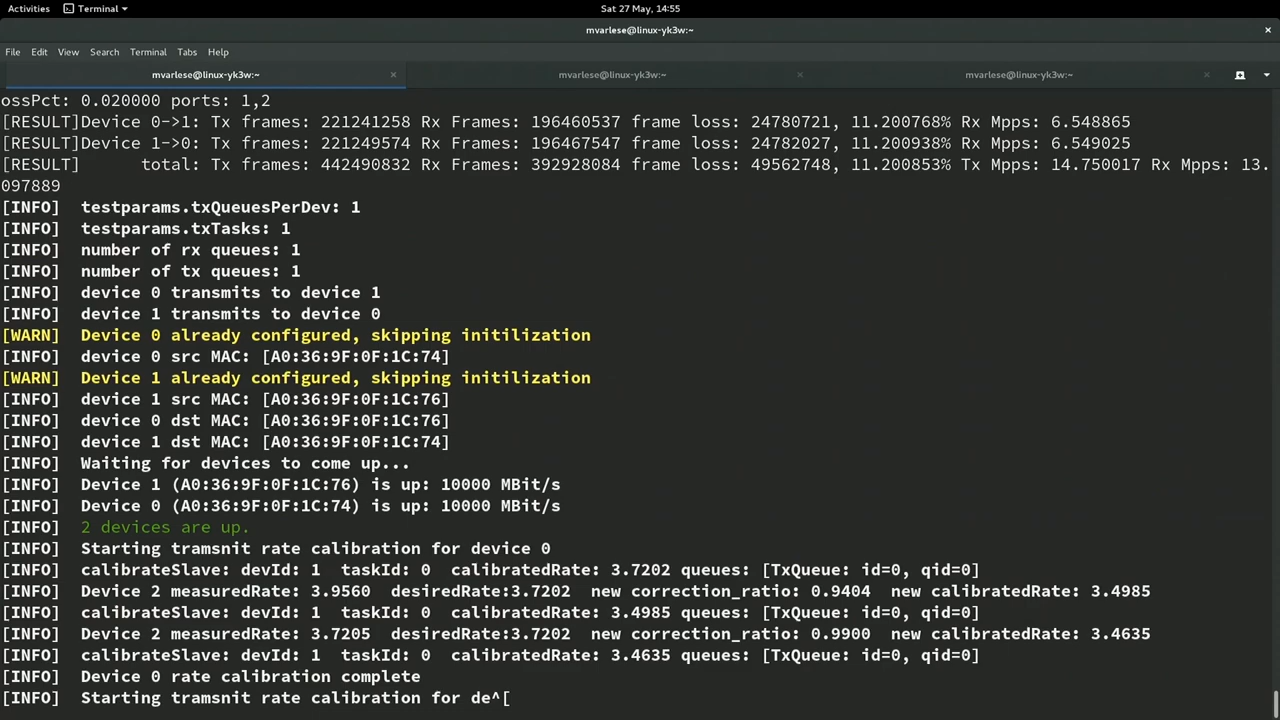 Activities Terminal Sat 27 May, 14:55
mvarlese@linux-yk3w:~
File Edit View Search Terminal Tabs Help
mvarlese@linux-yk3w:~ mvarlese@linux-yk3w:~ mvarlese@linux-yk3w:~
ossPct: 0.020000 ports: 1,2
[RESULT]Device 0->1: Tx frames: 221241258 Rx Frames: 196460537 frame loss: 24780721, 11.200768% Rx Mpps: 6.548865
[RESULT]Device 1->0: Tx frames: 221249574 Rx Frames: 196467547 frame loss: 24782027, 11.200938% Rx Mpps: 6.549025
[RESULT]      total: Tx frames: 442490832 Rx Frames: 392928084 frame loss: 49562748, 11.200853% Tx Mpps: 14.750017 Rx Mpps: 13.
097889
[INFO]  testparams.txQueuesPerDev: 1
[INFO]  testparams.txTasks: 1
[INFO]  number of rx queues: 1
[INFO]  number of tx queues: 1
[INFO]  device 0 transmits to device 1
[INFO]  device 1 transmits to device 0
[WARN]  Device 0 already configured, skipping initilization
[INFO]  device 0 src MAC: [A0:36:9F:0F:1C:74]
[WARN]  Device 1 already configured, skipping initilization
[INFO]  device 1 src MAC: [A0:36:9F:0F:1C:76]
[INFO]  device 0 dst MAC: [A0:36:9F:0F:1C:76]
[INFO]  device 1 dst MAC: [A0:36:9F:0F:1C:74]
[INFO]  Waiting for devices to come up...
[INFO]  Device 1 (A0:36:9F:0F:1C:76) is up: 10000 MBit/s
[INFO]  Device 0 (A0:36:9F:0F:1C:74) is up: 10000 MBit/s
[INFO]  2 devices are up.
[INFO]  Starting tramsnit rate calibration for device 0
[INFO]  calibrateSlave: devId: 1  taskId: 0  calibratedRate: 3.7202 queues: [TxQueue: id=0, qid=0]
[INFO]  Device 2 measuredRate: 3.9560  desiredRate:3.7202  new correction_ratio: 0.9404  new calibratedRate: 3.4985
[INFO]  calibrateSlave: devId: 1  taskId: 0  calibratedRate: 3.4985 queues: [TxQueue: id=0, qid=0]
[INFO]  Device 2 measuredRate: 3.7205  desiredRate:3.7202  new correction_ratio: 0.9900  new calibratedRate: 3.4635
[INFO]  calibrateSlave: devId: 1  taskId: 0  calibratedRate: 3.4635 queues: [TxQueue: id=0, qid=0]
[INFO]  Device 0 rate calibration complete
[INFO]  Starting tramsnit rate calibration for de^[